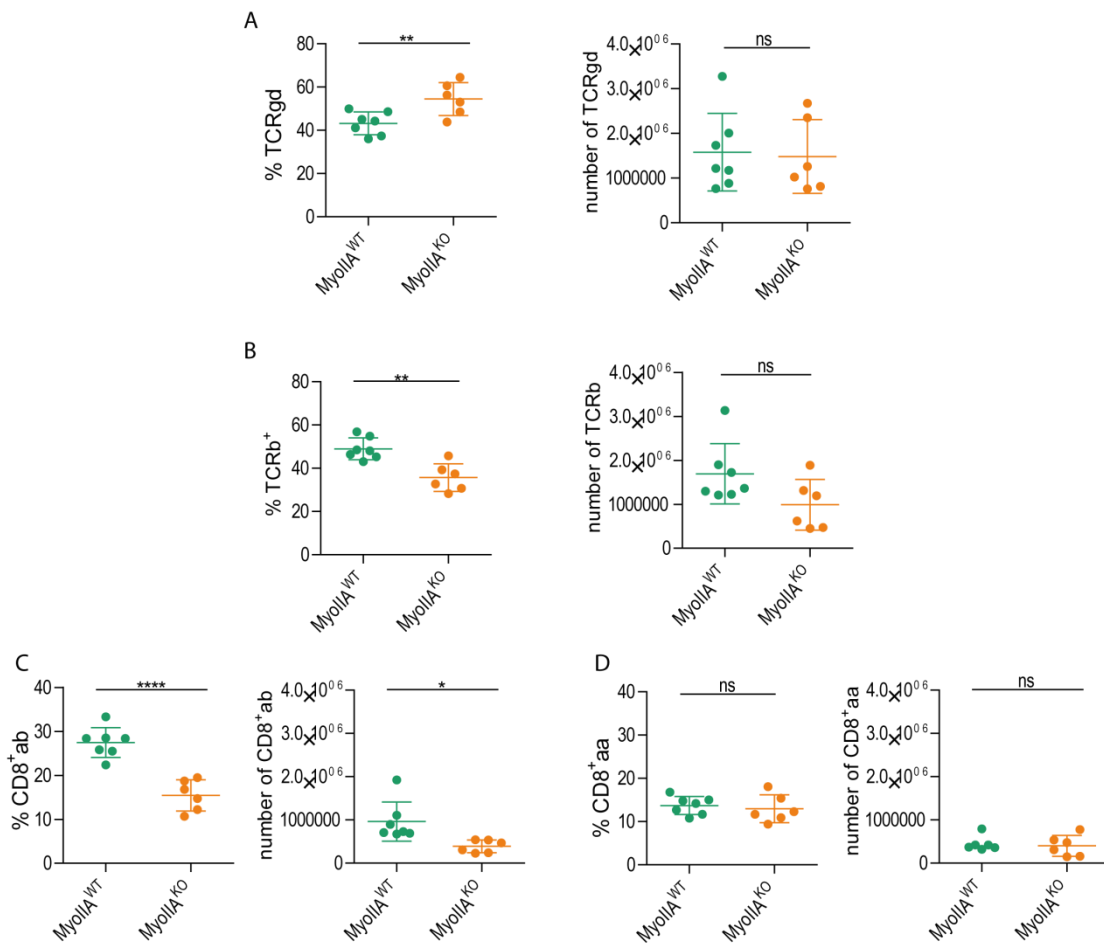 A
% TCRgd
80
60
40
20
0
**
MyoIIA^WT
MyoIIA^KO
number of TCRgd
4.0×10^06
3.0×10^06
2.0×10^06
1000000
0
ns
MyoIIA^WT
MyoIIA^KO
B
% TCRb+
80
60
40
20
0
**
MyoIIA^WT
MyoIIA^KO
number of TCRb
4.0×10^06
3.0×10^06
2.0×10^06
1000000
0
ns
MyoIIA^WT
MyoIIA^KO
C
% CD8+ab
40
30
20
10
0
****
MyoIIA^WT
MyoIIA^KO
number of CD8+ab
4.0×10^06
3.0×10^06
2.0×10^06
1000000
0
*
MyoIIA^WT
MyoIIA^KO
D
% CD8+aa
40
30
20
10
0
ns
MyoIIA^WT
MyoIIA^KO
number of CD8+aa
4.0×10^06
3.0×10^06
2.0×10^06
1000000
0
ns
MyoIIA^WT
MyoIIA^KO